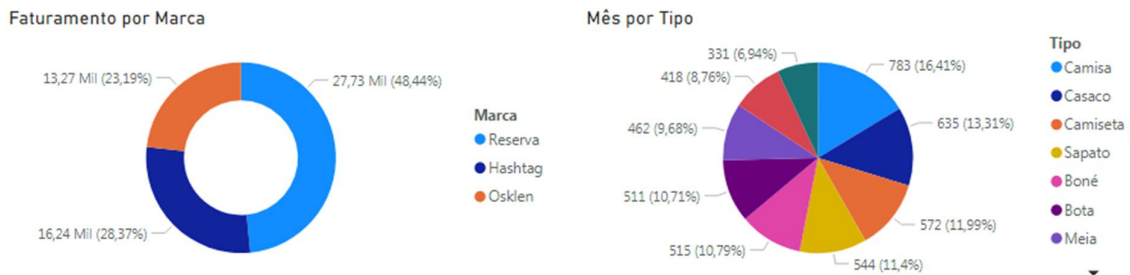 Faturamento por Marca
13,27 Mil (23,19%)
27,73 Mil (48,44%)
16,24 Mil (28,37%)
Marca
Reserva
Hashtag
Osklen
Mês por Tipo
331 (6,94%)
783 (16,41%)
418 (8,76%)
635 (13,31%)
462 (9,68%)
511 (10,71%)
572 (11,99%)
515 (10,79%)
544 (11,4%)
Tipo
Camisa
Casaco
Camiseta
Sapato
Boné
Bota
Meia